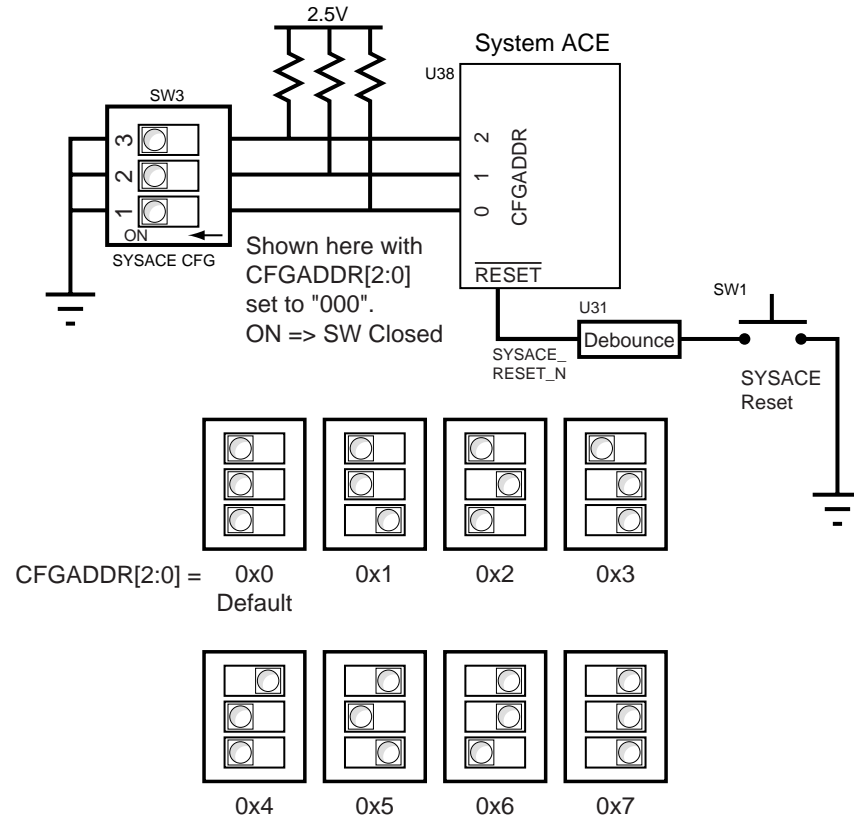 2.5V
System ACE
U38
SW3
3
2
1
ON
SYSACE CFG
2
1
0
CFGADDR
RESET
Shown here with
CFGADDR[2:0]
set to "000".
ON => SW Closed
U31
Debounce
SYSACE_
RESET_N
SW1
SYSACE
Reset
CFGADDR[2:0] =
0x0
Default
0x1
0x2
0x3
0x4
0x5
0x6
0x7